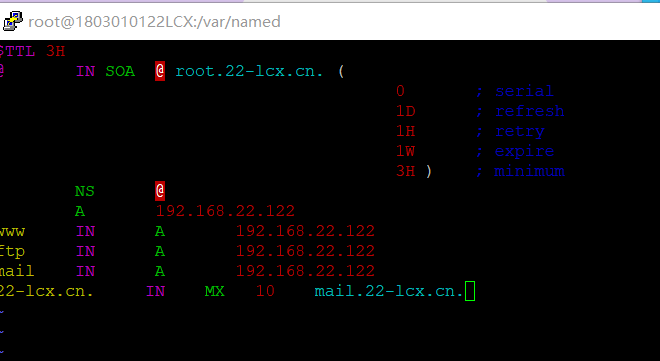 root@1803010122LCX:/var/named
$TTL 3H
@ IN SOA @ root.22-lcx.cn. (
0 ; serial
1D ; refresh
1H ; retry
1W ; expire
3H ) ; minimum
NS @
A 192.168.22.122
www IN A 192.168.22.122
ftp IN A 192.168.22.122
mail IN A 192.168.22.122
22-lcx.cn. IN MX 10 mail.22-lcx.cn.
~
~
~